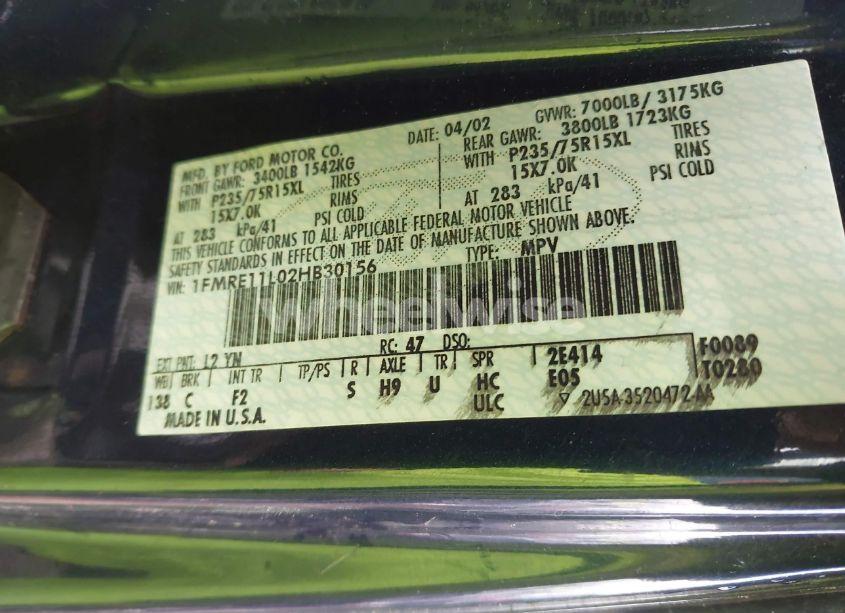 DATE: 04/02 GVWR: 7000LB/ 3175KG
MFD. BY FORD MOTOR CO.
FRONT GAWR: 3400LB 1542KG REAR GAWR: 3800LB 1723KG
WITH P235/75R15XL TIRES WITH P235/75R15XL TIRES
15X7.0K RIMS 15X7.0K RIMS
AT 283 kPa/41 PSI COLD AT 283 kPa/41 PSI COLD
THIS VEHICLE CONFORMS TO ALL APPLICABLE FEDERAL MOTOR VEHICLE
SAFETY STANDARDS IN EFFECT ON THE DATE OF MANUFACTURE SHOWN ABOVE.
VIN: 1FMRE11L02HB30156 TYPE: MPV
wheelwise
EXT PNT: L2 YN RC: 47 DSO:
WB BRK INT TR TP/PS R AXLE TR SPR 2E414 F0089
138 C F2 S H9 U HC E05 T0280
ULC 2U5A-3520472-AA
MADE IN U.S.A.